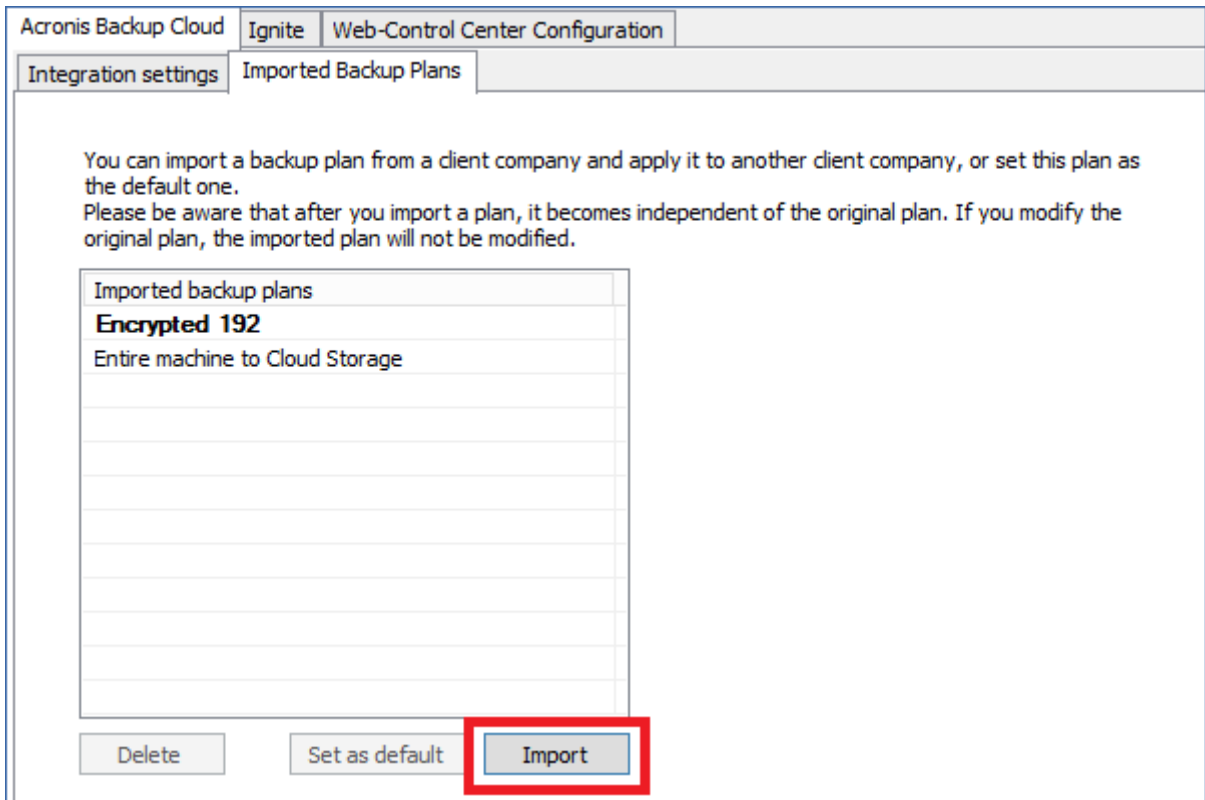 Acronis Backup Cloud Ignite Web-Control Center Configuration
Integration settings Imported Backup Plans
You can import a backup plan from a client company and apply it to another client company, or set this plan as
the default one.
Please be aware that after you import a plan, it becomes independent of the original plan. If you modify the
original plan, the imported plan will not be modified.
Imported backup plans
Encrypted 192
Entire machine to Cloud Storage
Delete Set as default Import